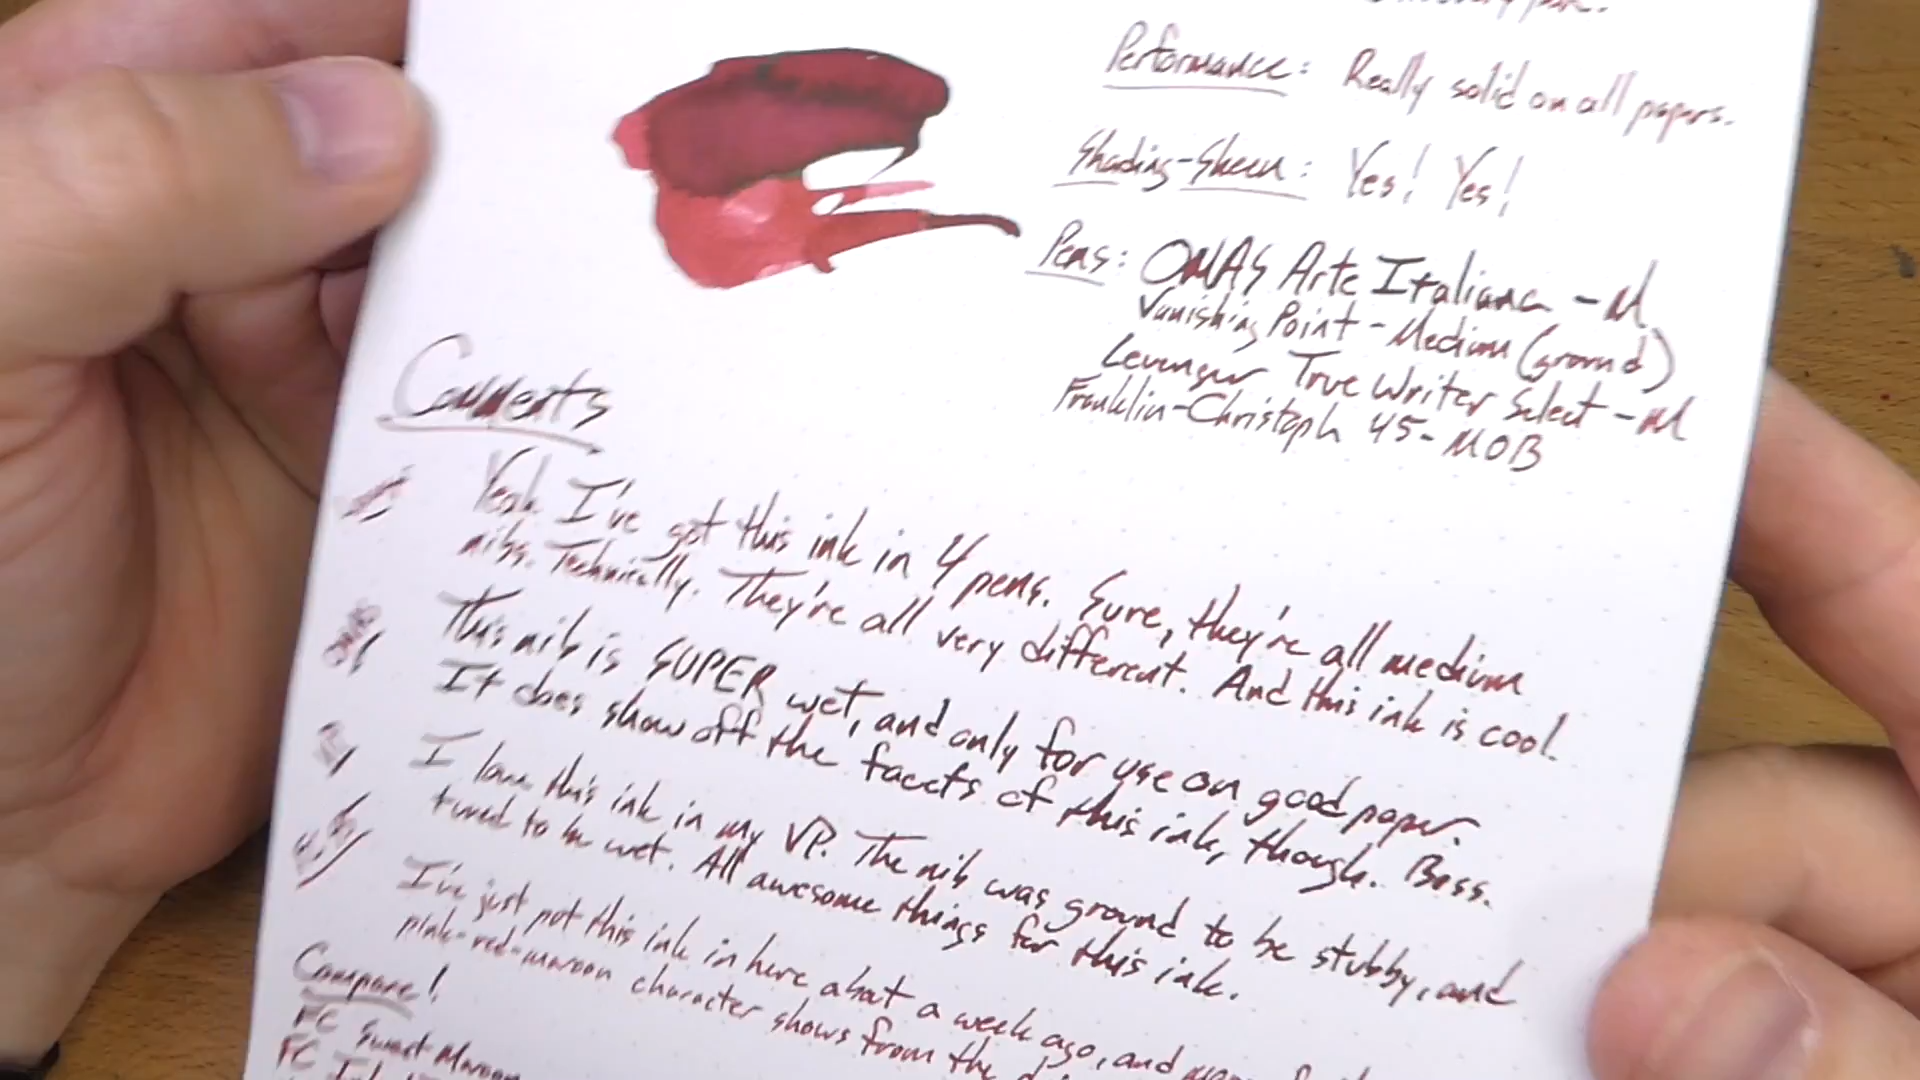 Performance: Really solid on all papers.
Shading-Sheen: Yes! Yes!
Pens: OMAS Arte Italiana - M
Vanishing Point - Medium (ground)
Levenger True Writer Select - M
Franklin-Christoph 45 - MOB
Comments
Yeah. I've got this ink in 4 pens. Sure, they're all medium
nibs. Technically. They're all very different. And this ink is cool.
This nib is SUPER wet, and only for use on good paper.
It does show off the facets of this ink, though. Boss.
I love this ink in my VP. The nib was ground to be stubby, and
tuned to be wet. All awesome things for this ink.
I've just put this ink in here about a week ago, and
pink-red-maroon character shows from the
Compare!
FC Sweet Maroon
FC